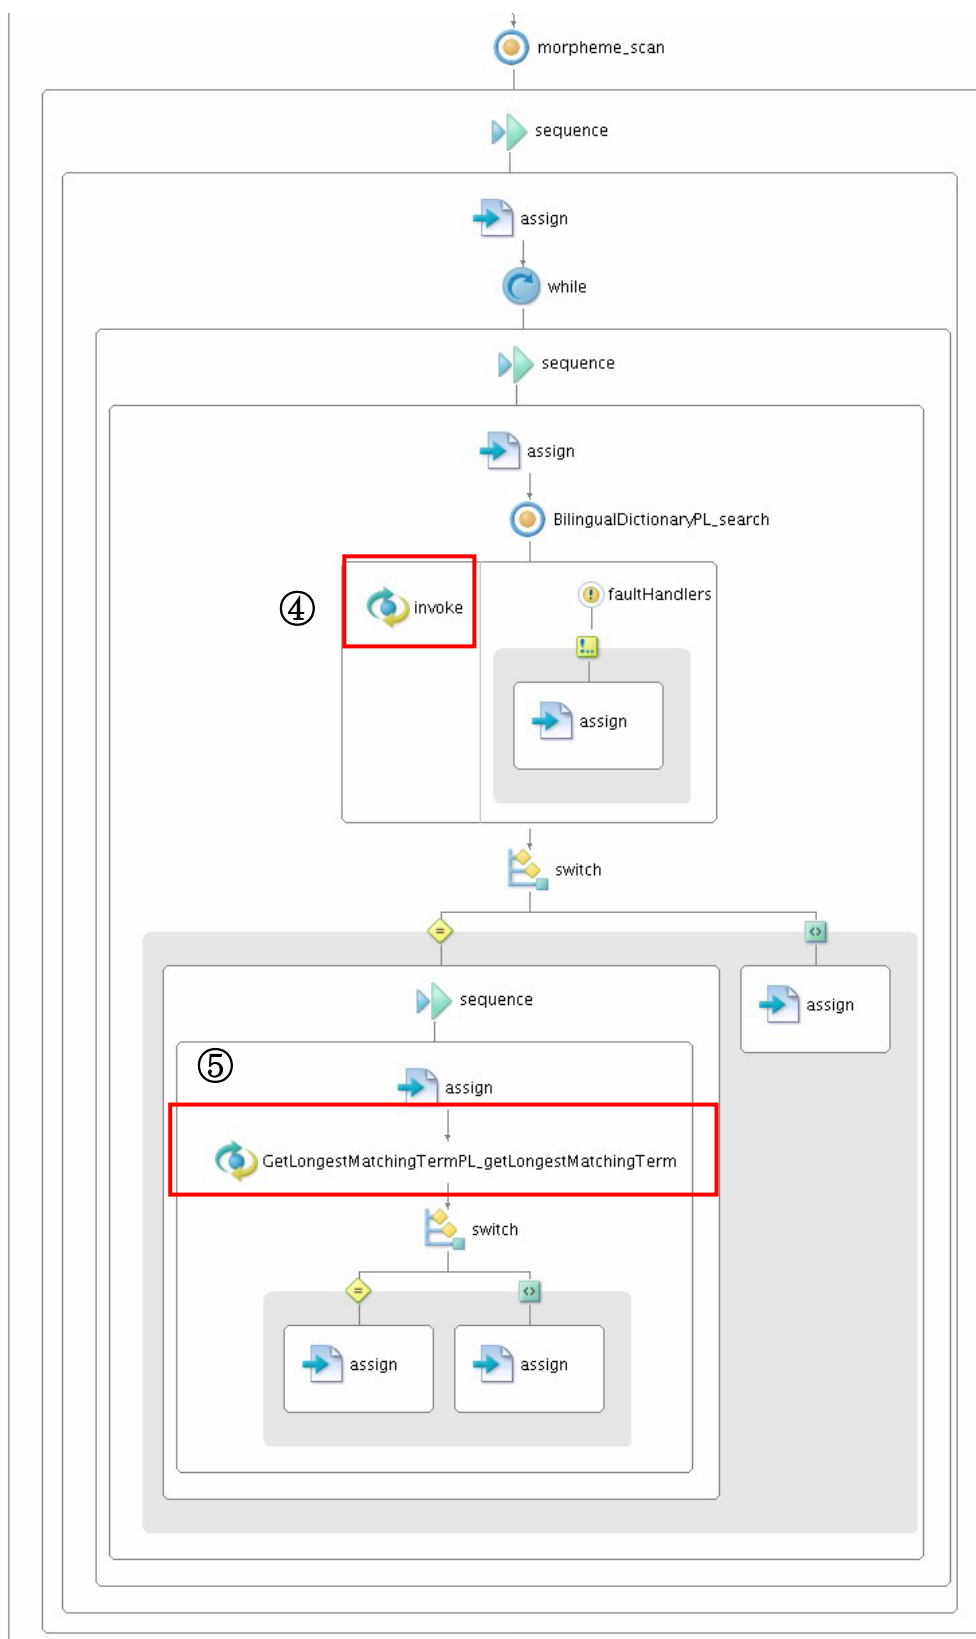 morpheme_scan
sequence
assign
while
sequence
assign
BilingualDictionaryPL_search
④
invoke
faultHandlers
assign
switch
sequence
assign
⑤
assign
GetLongestMatchingTermPL_getLongestMatchingTerm
switch
assign
assign